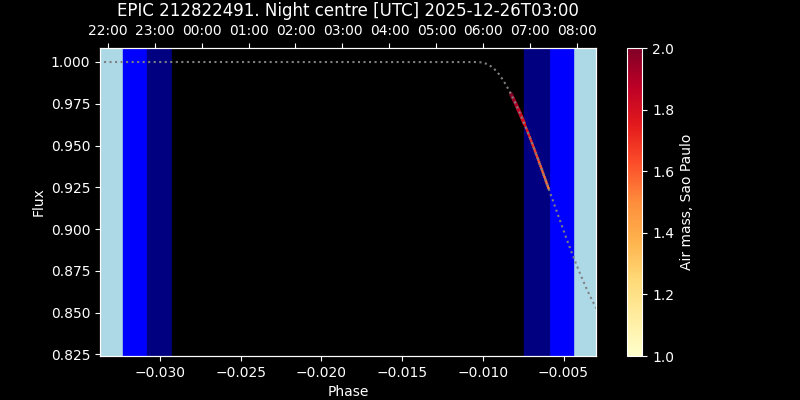 EPIC 212822491. Night centre [UTC] 2025-12-26T03:00
22:00 23:00 00:00 01:00 02:00 03:00 04:00 05:00 06:00 07:00 08:00
1.000
0.975
0.950
0.925
0.900
0.875
0.850
0.825
Flux
−0.030 −0.025 −0.020 −0.015 −0.010 −0.005
Phase
2.0
1.8
1.6
1.4
1.2
1.0
Air mass, Sao Paulo